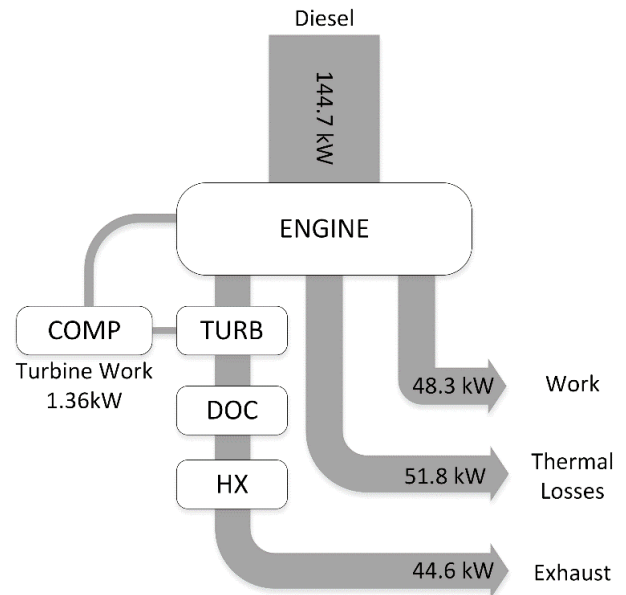 Diesel
144.7 kW
ENGINE
COMP
TURB
Turbine Work
1.36kW
DOC
48.3 kW
Work
HX
51.8 kW
Thermal
Losses
44.6 kW
Exhaust